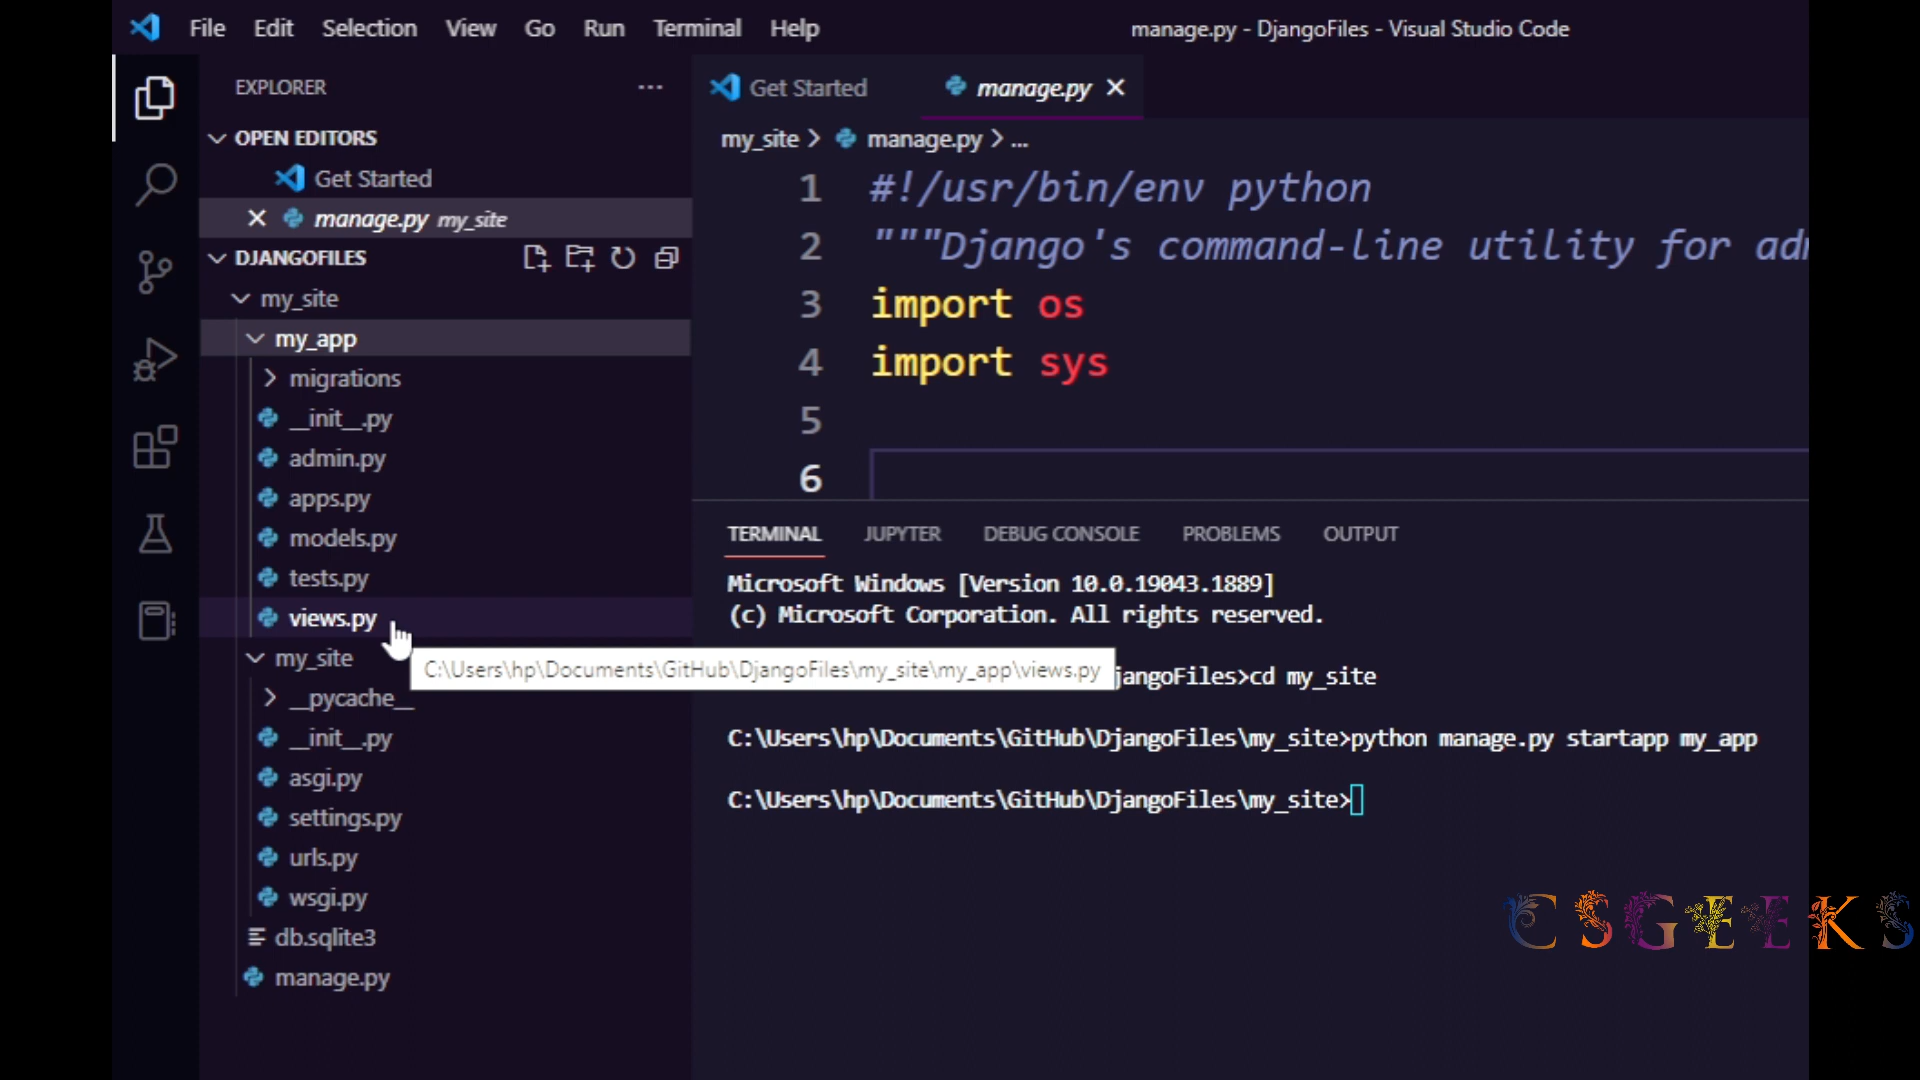 File Edit Selection View Go Run Terminal Help
manage.py - DjangoFiles - Visual Studio Code
EXPLORER
OPEN EDITORS
Get Started
manage.py my_site
DJANGOFILES
my_site
my_app
migrations
__init__.py
admin.py
apps.py
models.py
tests.py
views.py
my_site
__pycache__
__init__.py
asgi.py
settings.py
urls.py
wsgi.py
db.sqlite3
manage.py
Get Started manage.py
my_site > manage.py > ...
1 #!/usr/bin/env python
2 """Django's command-line utility for adm
3 import os
4 import sys
5
6
TERMINAL JUPYTER DEBUG CONSOLE PROBLEMS OUTPUT
Microsoft Windows [Version 10.0.19043.1889]
(c) Microsoft Corporation. All rights reserved.
C:\Users\hp\Documents\GitHub\DjangoFiles\my_site\my_app\views.py
jangoFiles>cd my_site
C:\Users\hp\Documents\GitHub\DjangoFiles\my_site>python manage.py startapp my_app
C:\Users\hp\Documents\GitHub\DjangoFiles\my_site>
CSGEEKS